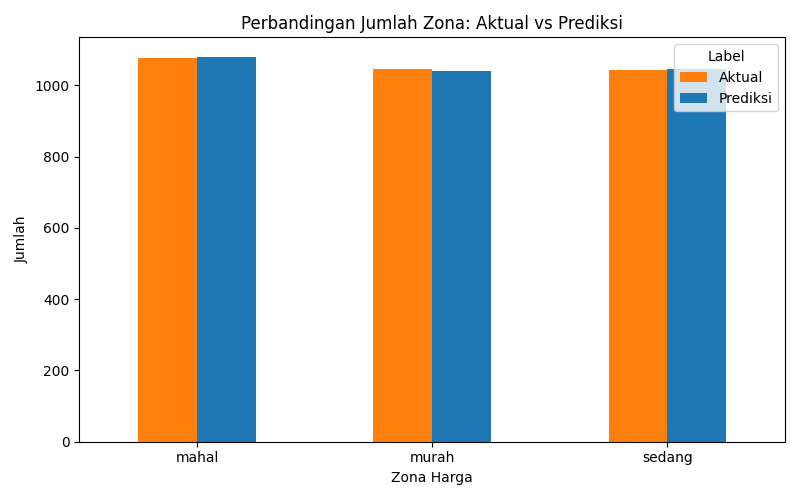 Perbandingan Jumlah Zona: Aktual vs Prediksi
Label
Aktual
Prediksi
1000
800
600
400
200
0
Jumlah
mahal
murah
sedang
Zona Harga